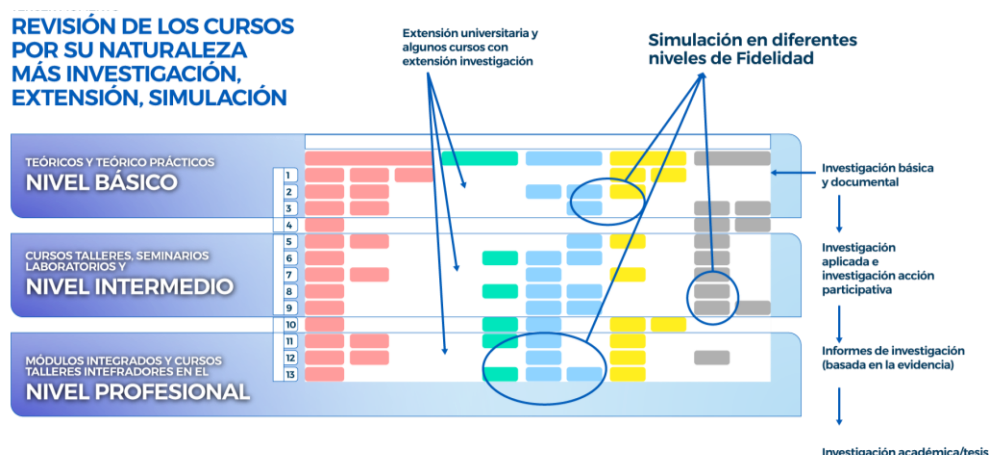 REVISIÓN DE LOS CURSOS
POR SU NATURALEZA
MÁS INVESTIGACIÓN,
EXTENSIÓN, SIMULACIÓN
Extensión universitaria y
algunos cursos con
extensión investigación
Simulación en diferentes
niveles de Fidelidad
TEÓRICOS Y TEÓRICO PRÁCTICOS
NIVEL BÁSICO
1
2
3
4
CURSOS TALLERES, SEMINARIOS
LABORATORIOS Y
NIVEL INTERMEDIO
5
6
7
8
9
10
MÓDULOS INTEGRADOS Y CURSOS
TALLERES INTEFRADORES EN EL
NIVEL PROFESIONAL
11
12
13
Investigación básica
y documental
Investigación
aplicada e
investigación acción
participativa
Informes de investigación
(basada en la evidencia)
Investigación académica/tesis